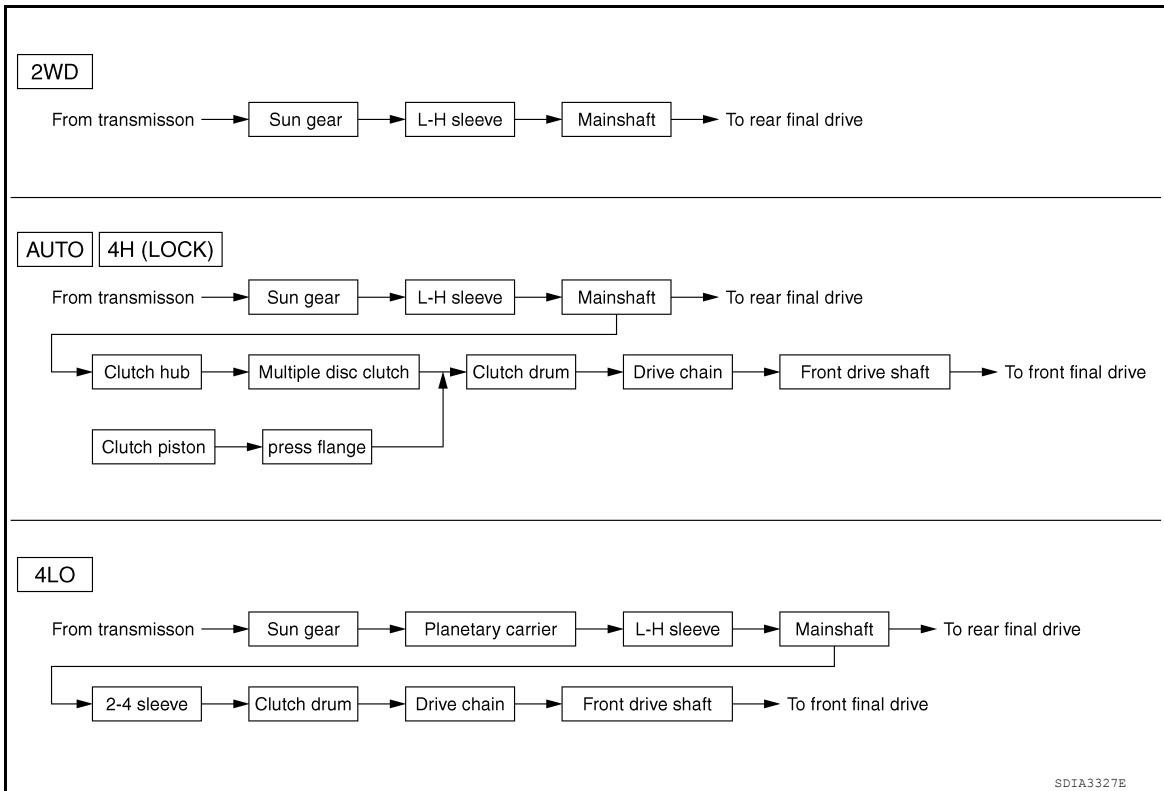 2WD
From transmisson Sun gear L-H sleeve Mainshaft To rear final drive
AUTO 4H (LOCK)
From transmisson Sun gear L-H sleeve Mainshaft To rear final drive
Clutch hub Multiple disc clutch Clutch drum Drive chain Front drive shaft To front final drive
Clutch piston press flange
4LO
From transmisson Sun gear Planetary carrier L-H sleeve Mainshaft To rear final drive
2-4 sleeve Clutch drum Drive chain Front drive shaft To front final drive
SDIA3327E